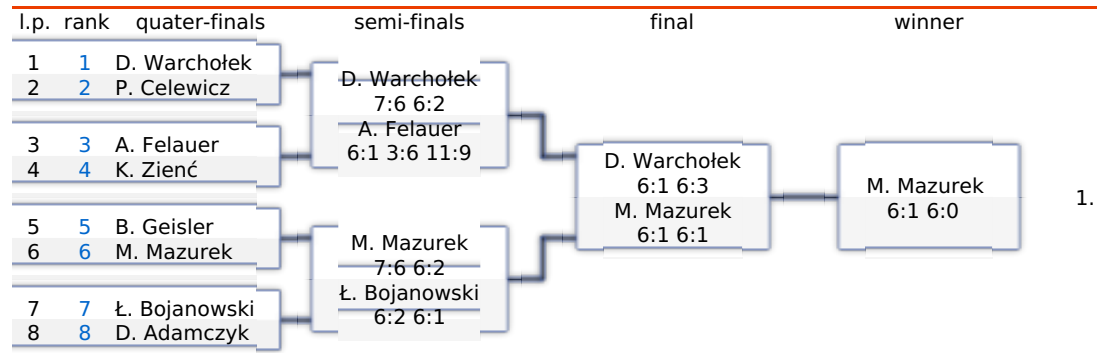 l.p. rank quater-finals semi-finals final winner
1 1 D. Warchołek
2 2 P. Celewicz
3 3 A. Felauer
4 4 K. Zienć
5 5 B. Geisler
6 6 M. Mazurek
7 7 Ł. Bojanowski
8 8 D. Adamczyk
D. Warchołek
7:6 6:2
A. Felauer
6:1 3:6 11:9
M. Mazurek
7:6 6:2
Ł. Bojanowski
6:2 6:1
D. Warchołek
6:1 6:3
M. Mazurek
6:1 6:1
M. Mazurek
6:1 6:0
1.